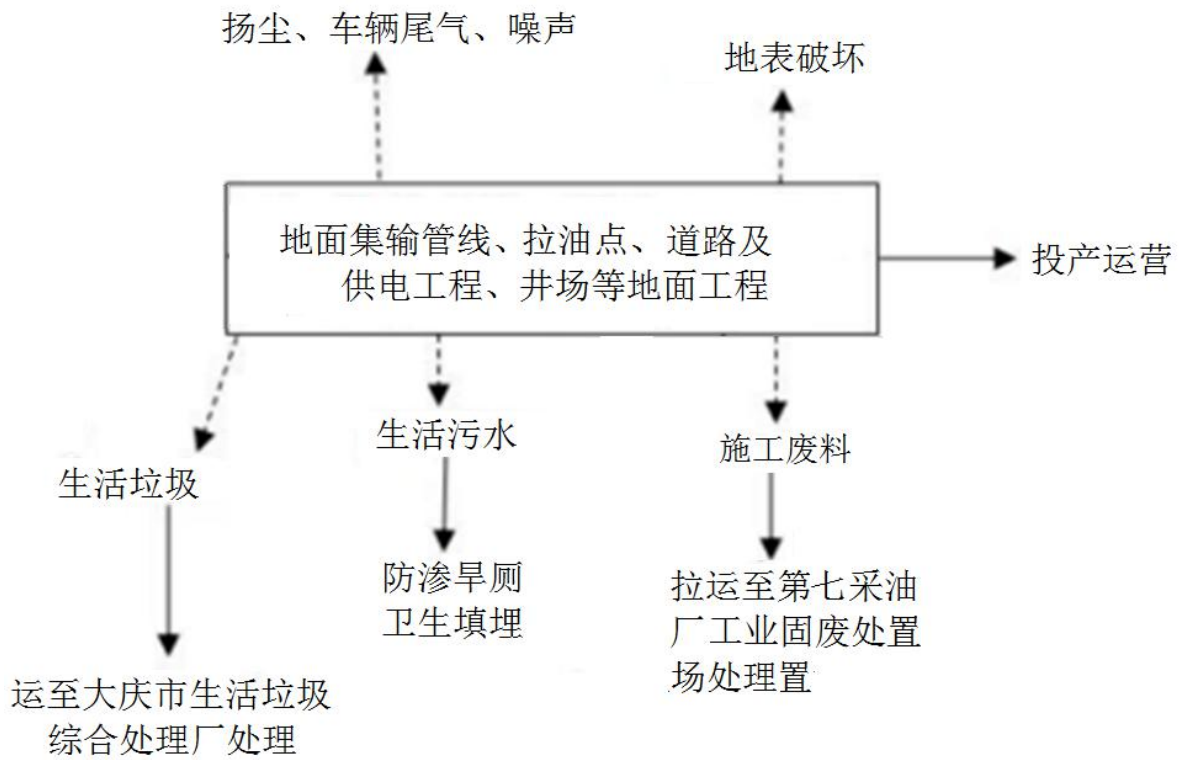 扬尘、车辆尾气、噪声
地表破坏
地面集输管线、拉油点、道路及
供电工程、井场等地面工程
投产运营
生活垃圾
生活污水
施工废料
运至大庆市生活垃圾
综合处理厂处理
防渗旱厕
卫生填埋
拉运至第七采油
厂工业固废处置
场处理置